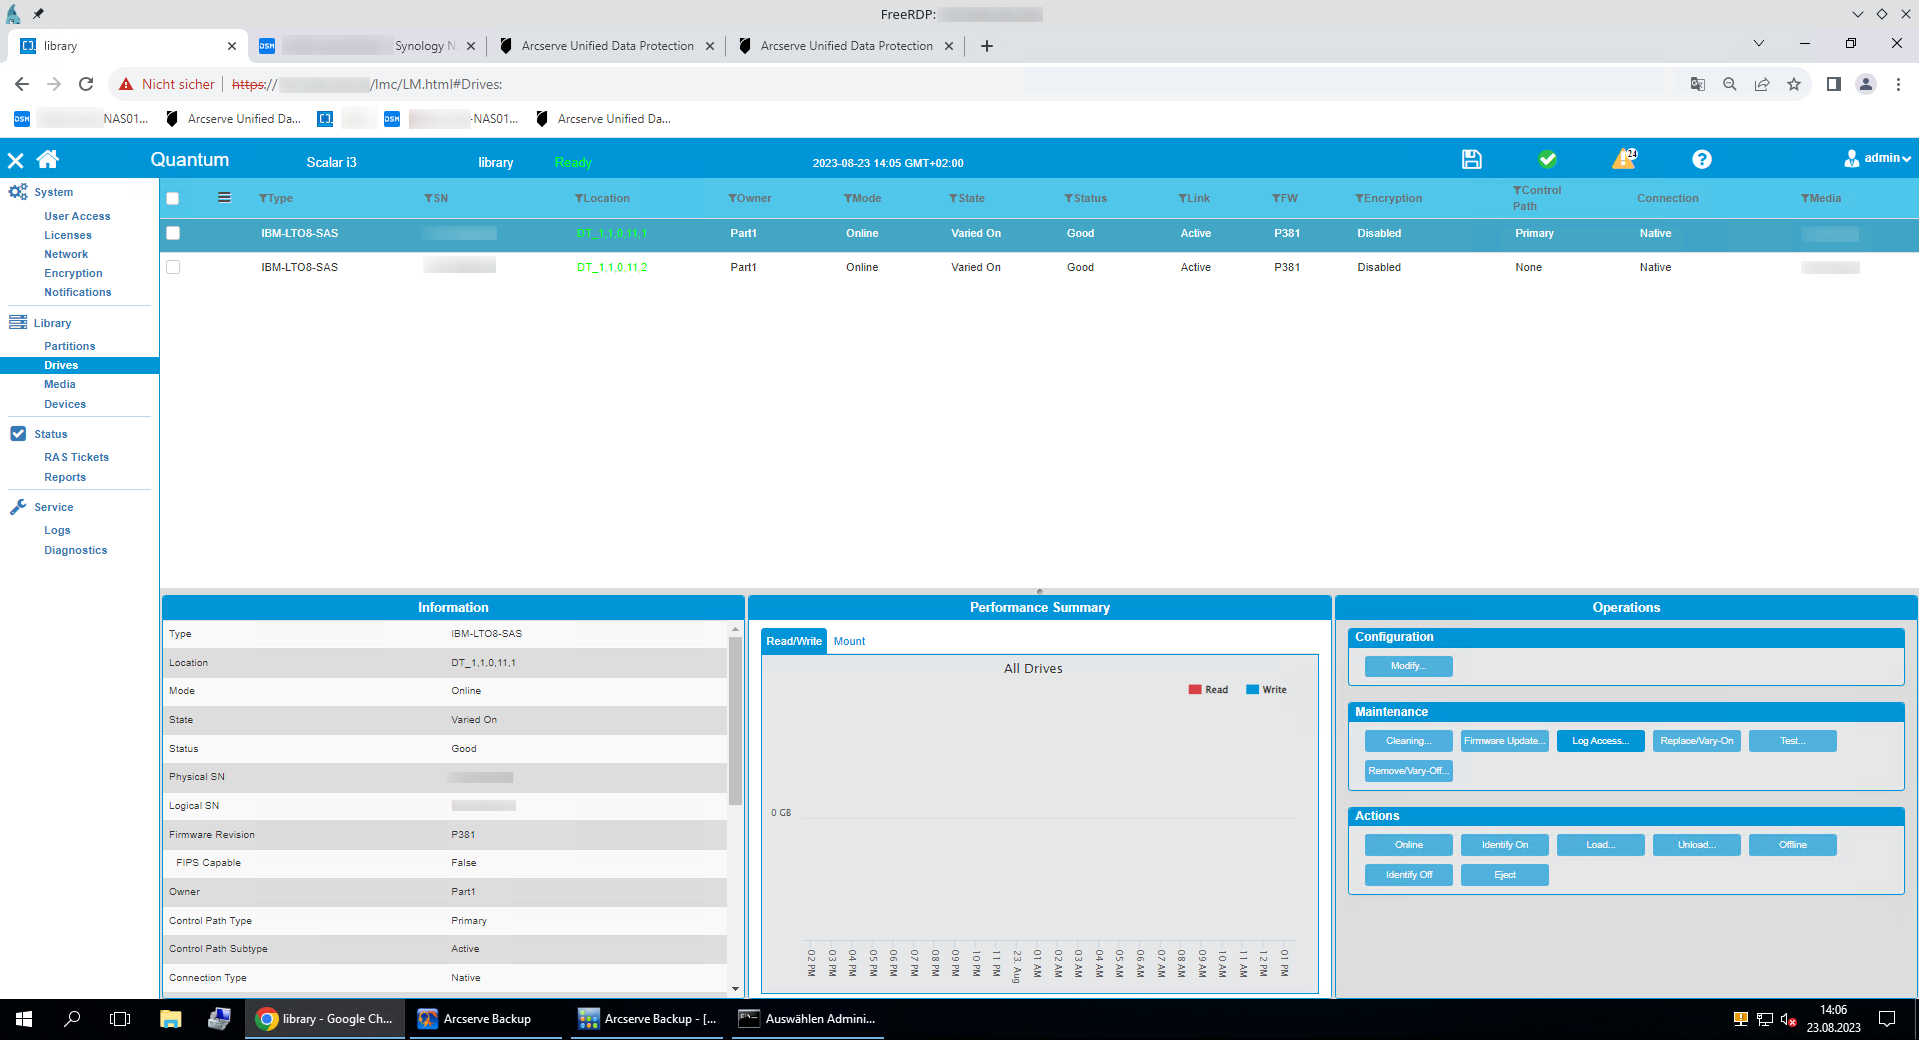 FreeRDP:
library
Synology N
Arcserve Unified Data Protection
Arcserve Unified Data Protection
Nicht sicher
https://
/lmc/LM.html#Drives:
NAS01...
Arcserve Unified Da...
-NAS01...
Arcserve Unified Da...
Quantum
Scalar i3
library
Ready
2023-08-23 14:05 GMT+02:00
24
admin
System
User Access
Licenses
Network
Encryption
Notifications
Library
Partitions
Drives
Media
Devices
Status
RAS Tickets
Reports
Service
Logs
Diagnostics
Type SN Location Owner Mode State Status Link FW Encryption Control Path Connection Media
IBM-LTO8-SAS DT_1,1,0,11,1 Part1 Online Varied On Good Active P381 Disabled Primary Native
IBM-LTO8-SAS DT_1,1,0,11,2 Part1 Online Varied On Good Active P381 Disabled None Native
Information
Type IBM-LTO8-SAS
Location DT_1,1,0,11,1
Mode Online
State Varied On
Status Good
Physical SN
Logical SN
Firmware Revision P381
FIPS Capable False
Owner Part1
Control Path Type Primary
Control Path Subtype Active
Connection Type Native
Performance Summary
Read/Write Mount
All Drives
Read Write
0 GB
02 PM 03 PM 04 PM 05 PM 06 PM 07 PM 08 PM 09 PM 10 PM 11 PM 23. Aug 01 AM 02 AM 03 AM 04 AM 05 AM 06 AM 07 AM 08 AM 09 AM 10 AM 11 AM 12 PM 01 PM
Operations
Configuration
Modify...
Maintenance
Cleaning... Firmware Update... Log Access... Replace/Vary-On Test...
Remove/Vary-Off...
Actions
Online Identify On Load... Unload... Offline
Identify Off Eject
library - Google Ch...
Arcserve Backup
Arcserve Backup - [...
Auswählen Admini...
14:06
23.08.2023